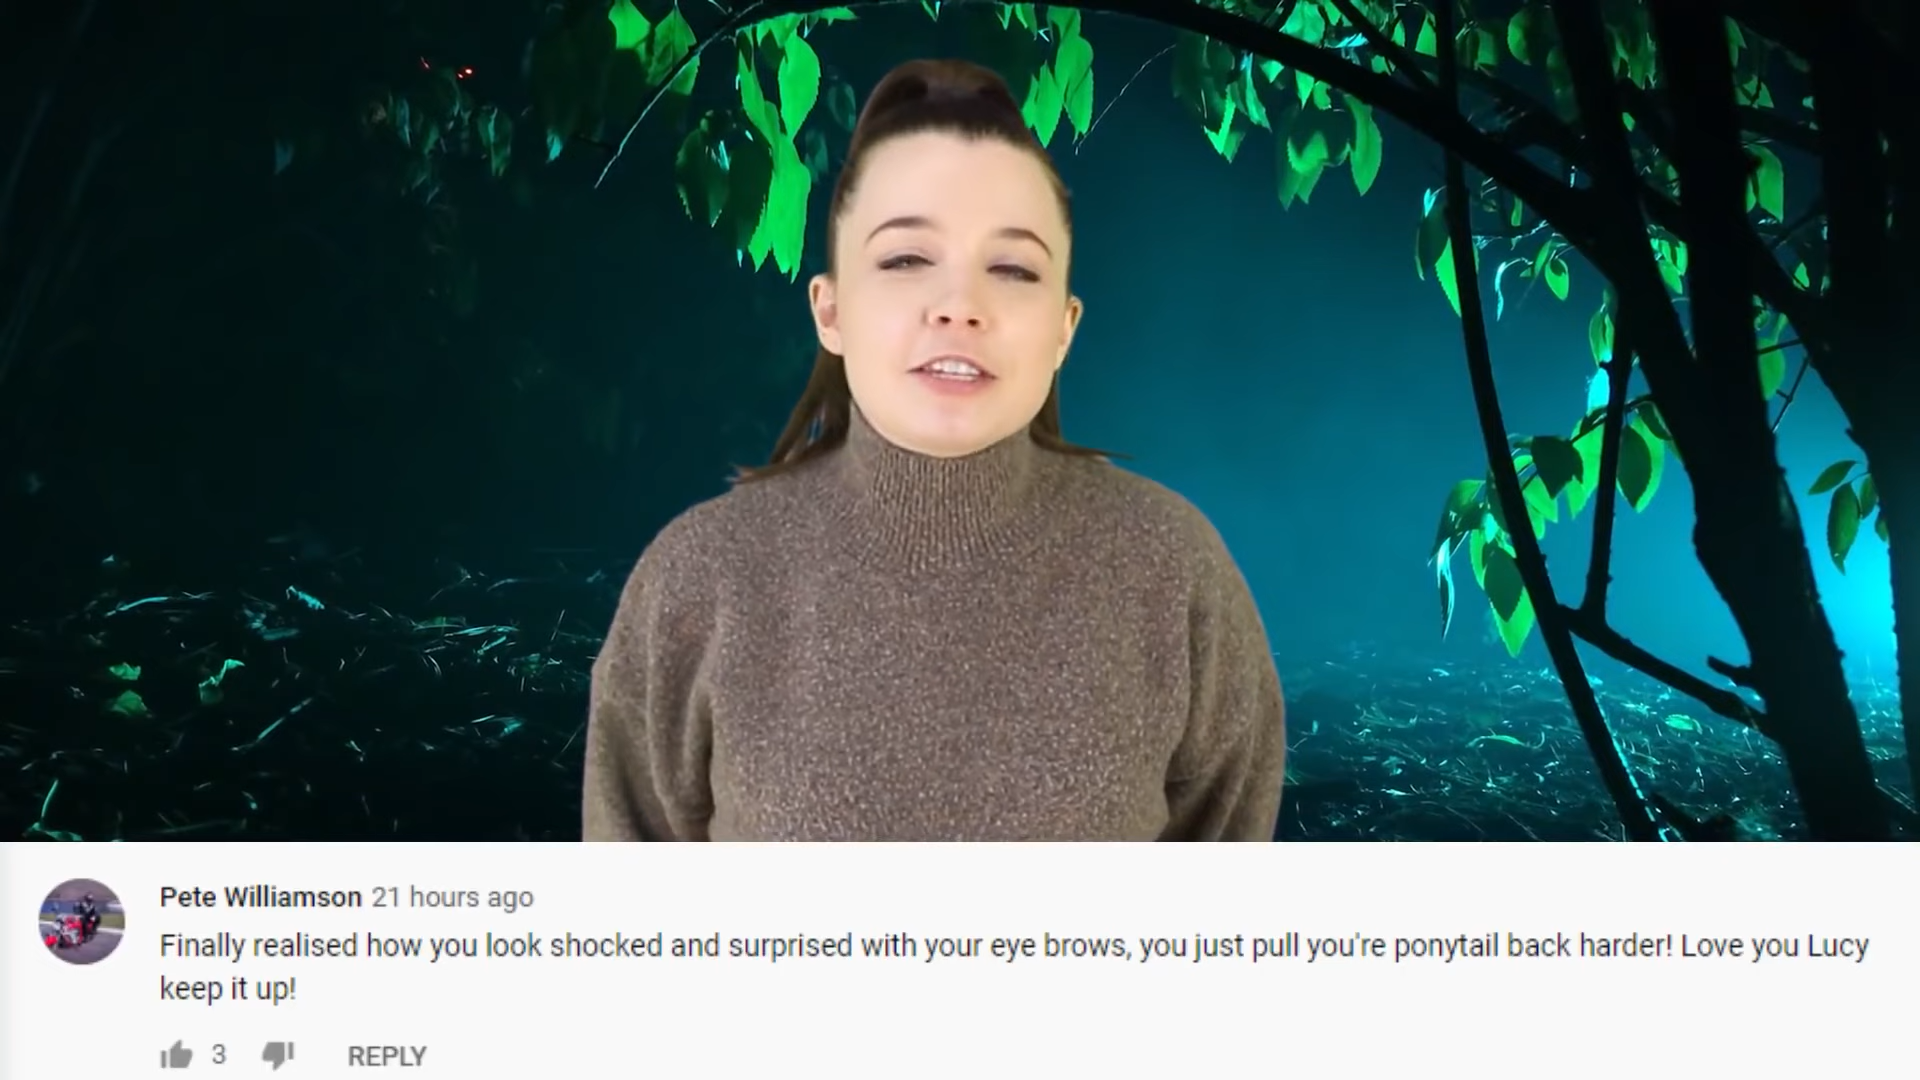 Pete Williamson 21 hours ago
Finally realised how you look shocked and surprised with your eye brows, you just pull you're ponytail back harder! Love you Lucy
keep it up!
3 REPLY